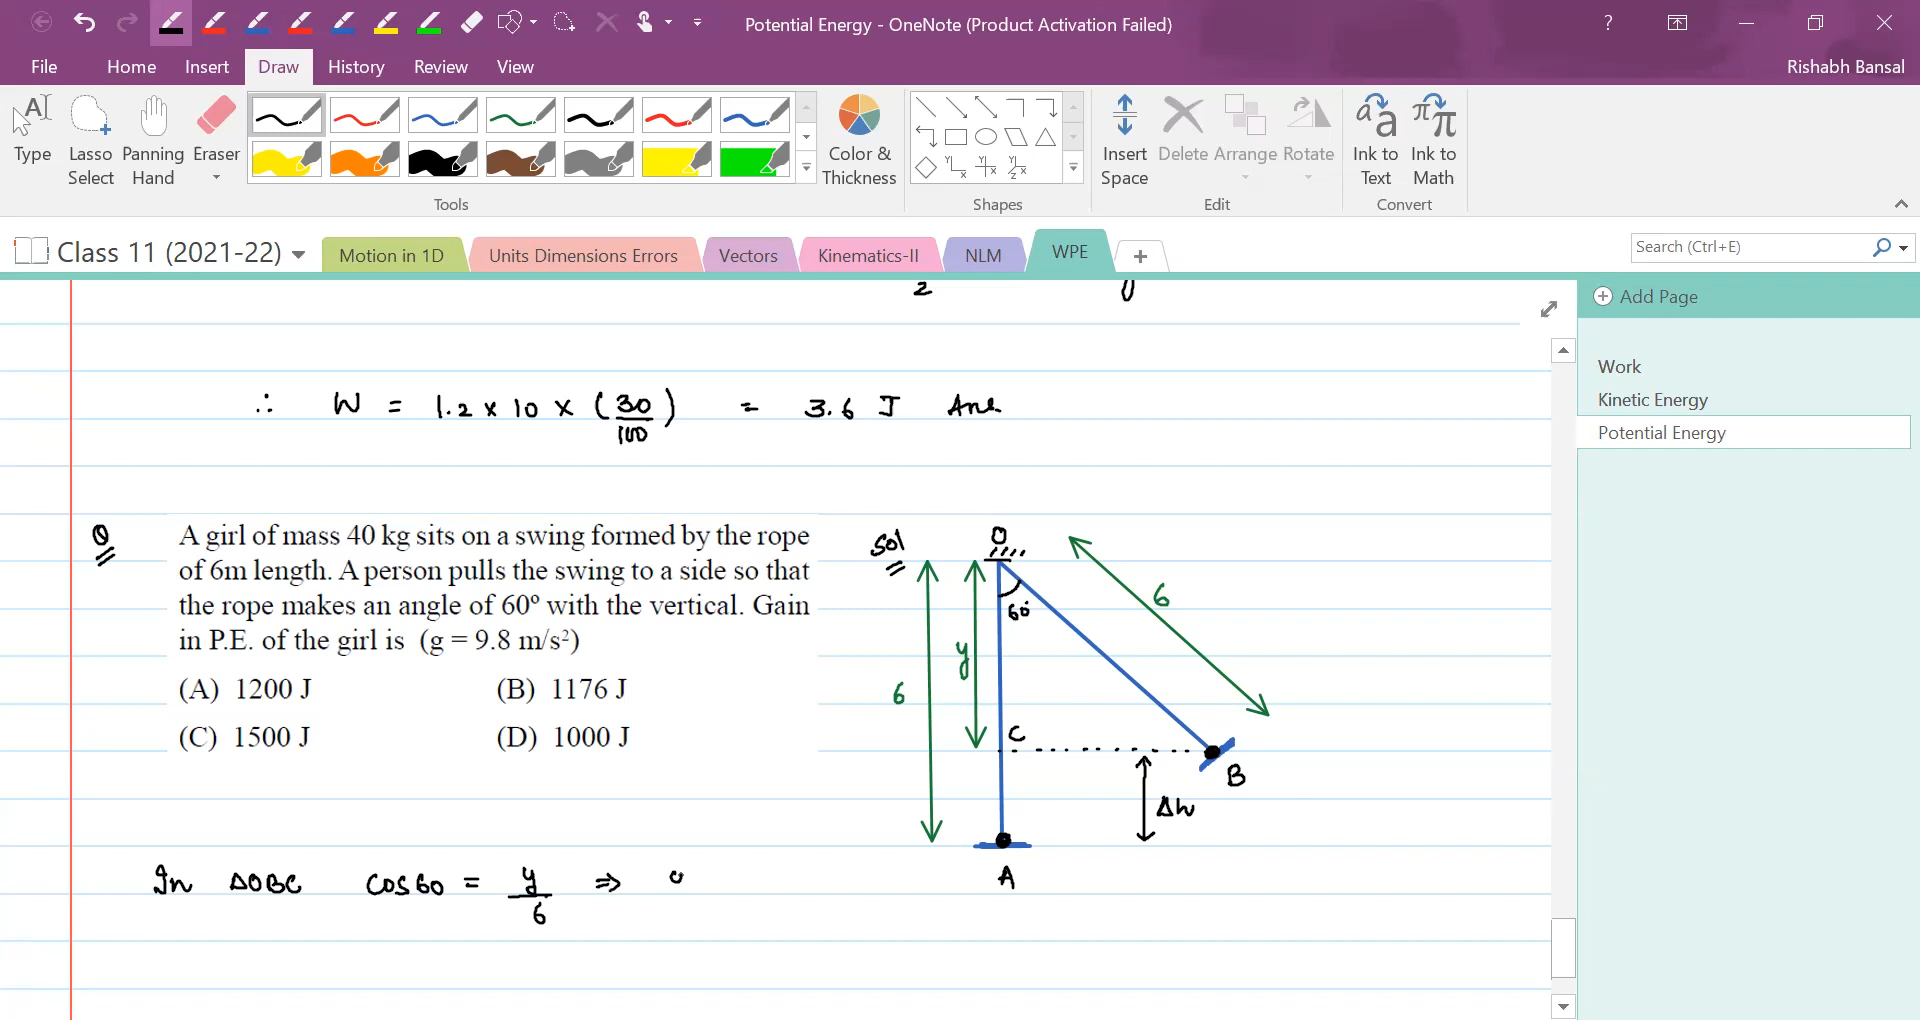 Potential Energy - OneNote (Product Activation Failed)
?
File Home Insert Draw History Review View
Rishabh Bansal
Type
Lasso Select
Panning Hand
Eraser
Color & Thickness
Insert Space
Delete
Arrange
Rotate
Ink to Text
Ink to Math
Tools
Shapes
Edit
Convert
Class 11 (2021-22)
Motion in 1D
Units Dimensions Errors
Vectors
Kinematics-II
NLM
WPE
+
Search (Ctrl+E)
Add Page
Work
Kinetic Energy
Potential Energy
2
∴ W = 1.2 × 10 × (30/100) = 3.6 J Ans
Q
A girl of mass 40 kg sits on a swing formed by the rope
of 6m length. A person pulls the swing to a side so that
the rope makes an angle of 60º with the vertical. Gain
in P.E. of the girl is (g = 9.8 m/s²)
(A) 1200 J (B) 1176 J
(C) 1500 J (D) 1000 J
Sol
O
60°
6
y
6
C
B
Δh
A
In ΔOBC cos60 = y/6 ⇒